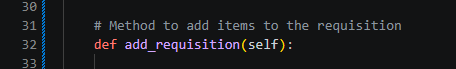 30
31 # Method to add items to the requisition
32 def add_requisition(self):
33